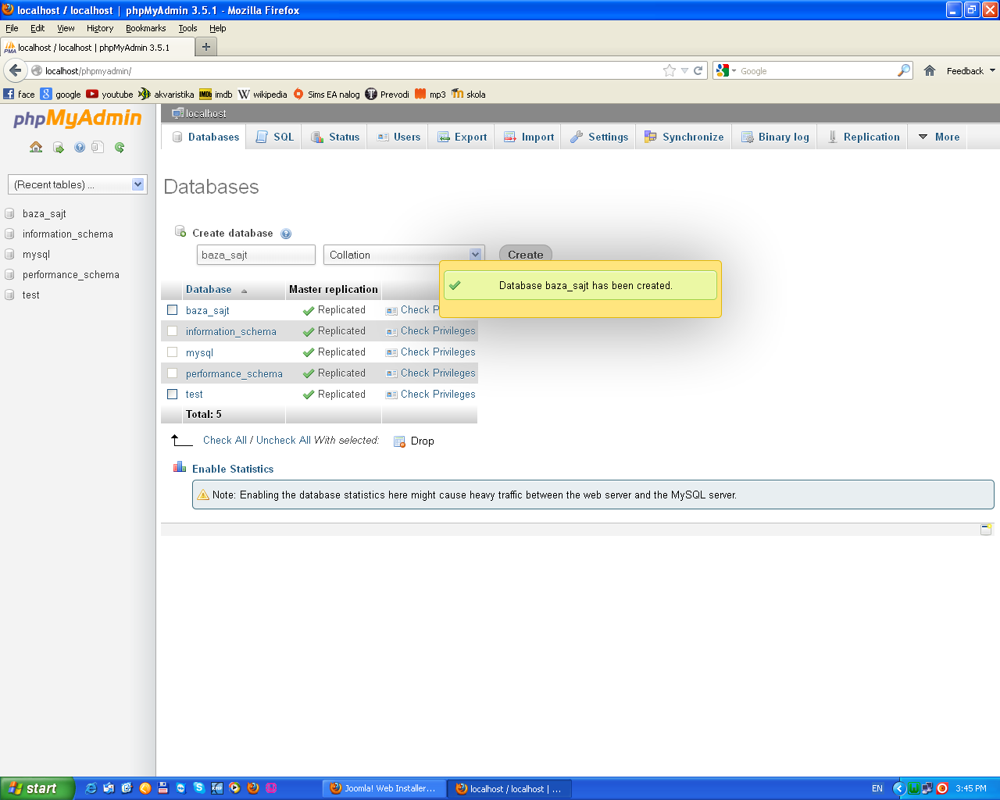 localhost / localhost | phpMyAdmin 3.5.1 - Mozilla Firefox
File Edit View History Bookmarks Tools Help
PMA localhost / localhost | phpMyAdmin 3.5.1
localhost/phpmyadmin/ Google Feedback
face google youtube akvaristika IMDb imdb W wikipedia Sims EA nalog Prevodi mp3 skola
phpMyAdmin
localhost
Databases SQL Status Users Export Import Settings Synchronize Binary log Replication More
(Recent tables) ...
baza_sajt
information_schema
mysql
performance_schema
test
Databases
Create database
baza_sajt Collation Create
Database baza_sajt has been created.
Database Master replication
baza_sajt Replicated Check P
information_schema Replicated Check Privileges
mysql Replicated Check Privileges
performance_schema Replicated Check Privileges
test Replicated Check Privileges
Total: 5
Check All / Uncheck All With selected: Drop
Enable Statistics
Note: Enabling the database statistics here might cause heavy traffic between the web server and the MySQL server.
start Joomla! Web Installer... localhost / localhost | ... EN 3:45 PM